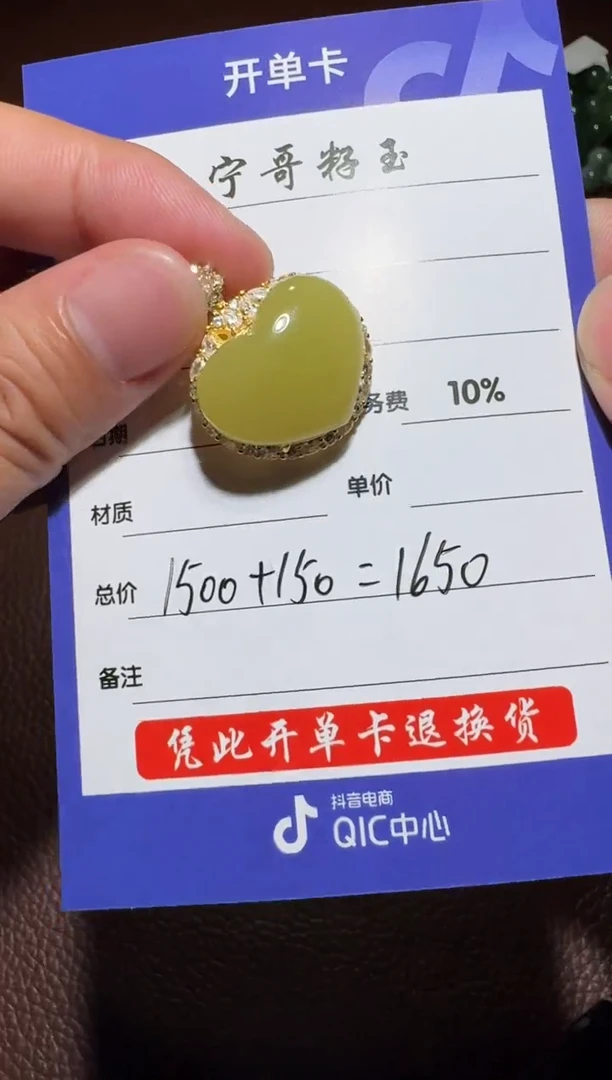 开单卡
宁哥籽玉
务费 10%
期
材质 单价
总价 1500+150=1650
备注
凭此开单卡退换货
抖音电商
QIC中心